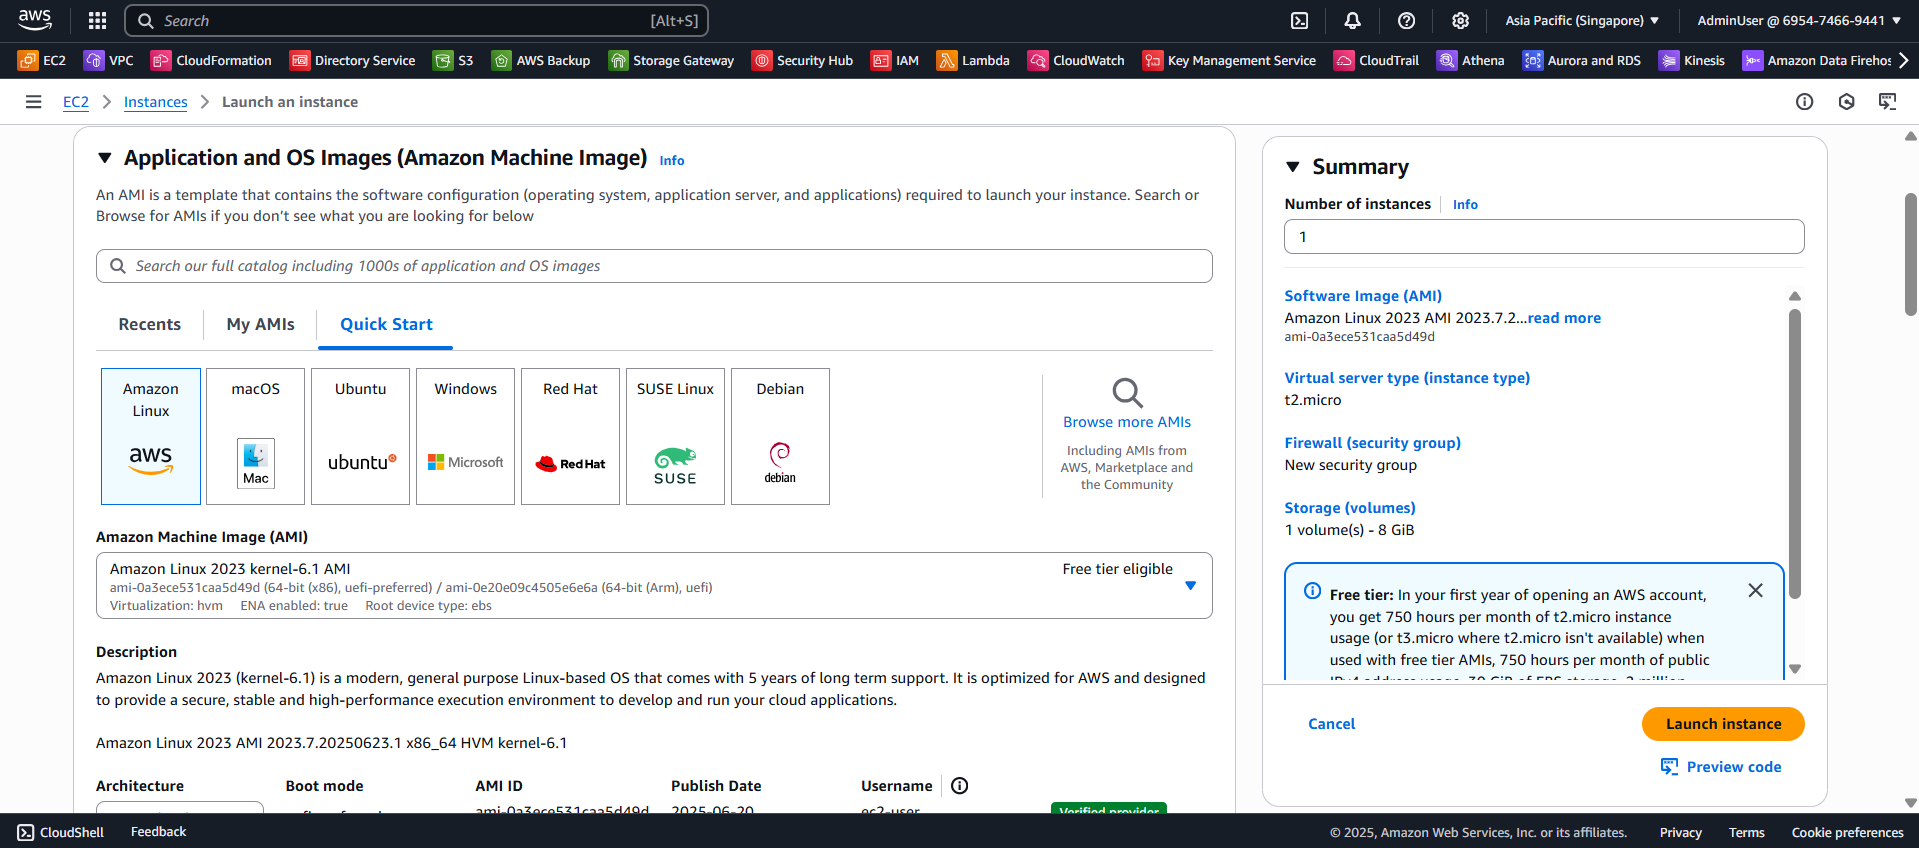 aws
Search [Alt+S]
Asia Pacific (Singapore)
AdminUser @ 6954-7466-9441
EC2
VPC
CloudFormation
Directory Service
S3
AWS Backup
Storage Gateway
Security Hub
IAM
Lambda
CloudWatch
Key Management Service
CloudTrail
Athena
Aurora and RDS
Kinesis
Amazon Data Firehos
EC2 > Instances > Launch an instance
Application and OS Images (Amazon Machine Image) Info
An AMI is a template that contains the software configuration (operating system, application server, and applications) required to launch your instance. Search or
Browse for AMIs if you don’t see what you are looking for below
Search our full catalog including 1000s of application and OS images
Recents
My AMIs
Quick Start
Amazon
Linux
aws
macOS
Mac
Ubuntu
ubuntu
Windows
Microsoft
Red Hat
Red Hat
SUSE Linux
SUSE
Debian
debian
Browse more AMIs
Including AMIs from
AWS, Marketplace and
the Community
Amazon Machine Image (AMI)
Amazon Linux 2023 kernel-6.1 AMI
Free tier eligible
ami-0a3ece531caa5d49d (64-bit (x86), uefi-preferred) / ami-0e20e09c4505e6e6a (64-bit (Arm), uefi)
Virtualization: hvm ENA enabled: true Root device type: ebs
Description
Amazon Linux 2023 (kernel-6.1) is a modern, general purpose Linux-based OS that comes with 5 years of long term support. It is optimized for AWS and designed
to provide a secure, stable and high-performance execution environment to develop and run your cloud applications.
Amazon Linux 2023 AMI 2023.7.20250623.1 x86_64 HVM kernel-6.1
Architecture
Boot mode
AMI ID
ami-0a3ece531caa5d49d
Publish Date
2025-06-20
Username
ec2-user
Verified provider
Summary
Number of instances Info
1
Software Image (AMI)
Amazon Linux 2023 AMI 2023.7.2...read more
ami-0a3ece531caa5d49d
Virtual server type (instance type)
t2.micro
Firewall (security group)
New security group
Storage (volumes)
1 volume(s) - 8 GiB
Free tier: In your first year of opening an AWS account,
you get 750 hours per month of t2.micro instance
usage (or t3.micro where t2.micro isn't available) when
used with free tier AMIs, 750 hours per month of public
IPv4 address usage, 30 GiB of EBS storage, 2 million
Cancel
Launch instance
Preview code
CloudShell
Feedback
© 2025, Amazon Web Services, Inc. or its affiliates.
Privacy
Terms
Cookie preferences